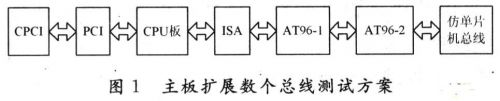 CPCI
PCI
CPU板
ISA
AT96-1
AT96-2
仿单片
机总线
图1 主板扩展数个总线测试方案